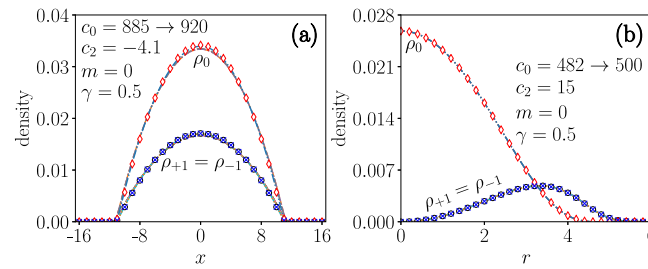 0.04
0.03
0.02
0.01
0.00
density
c₀ = 885 → 920
c₂ = −4.1
m = 0
γ = 0.5
(a)
ρ₀
ρ₊₁ = ρ₋₁
-16
-8
0
8
16
x
0.028
0.021
0.014
0.007
0.000
density
(b)
ρ₀
c₀ = 482 → 500
c₂ = 15
m = 0
γ = 0.5
ρ₊₁ = ρ₋₁
0
2
4
r